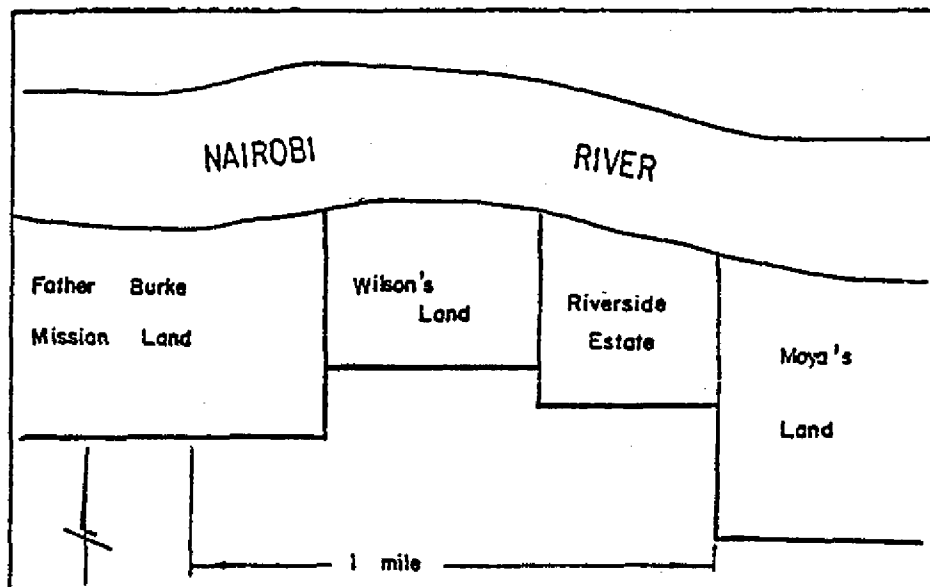 NAIROBI RIVER
Father Burke
Mission Land
Wilson's
Land
Riverside
Estate
Moya's
Land
1 mile